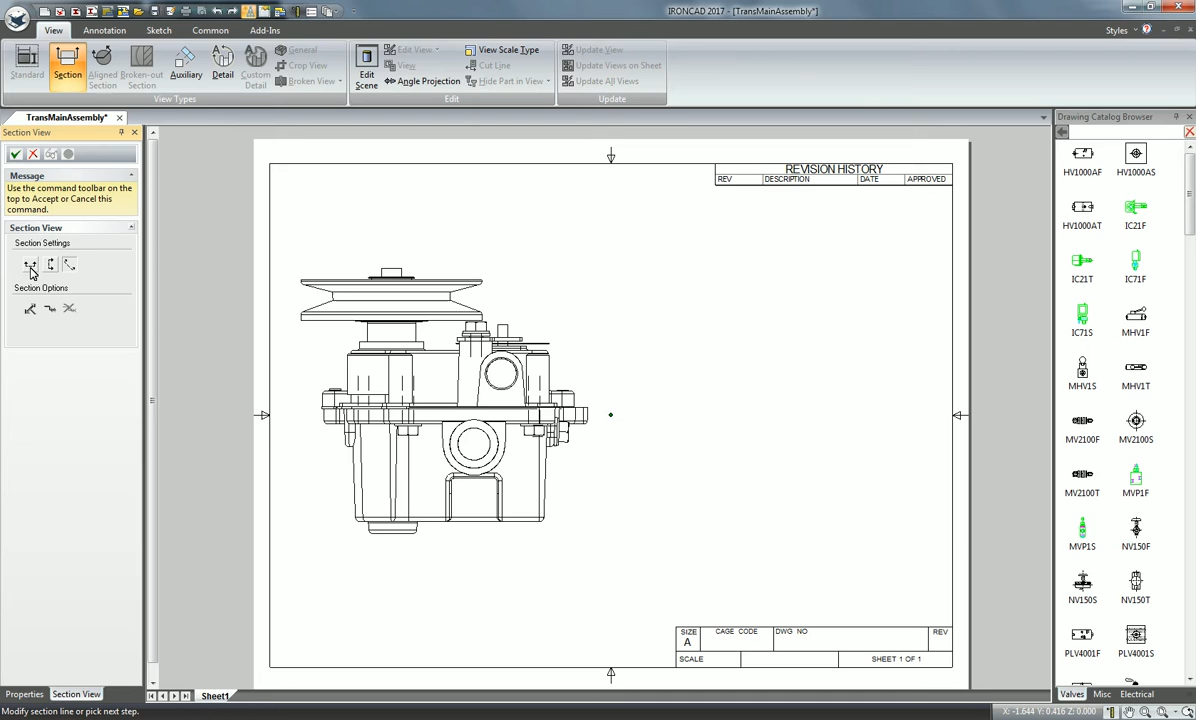 IRONCAD 2017 - [TransMainAssembly*]
View
Annotation
Sketch
Common
Add-Ins
Styles
Standard
Section
Aligned Section
Broken-out Section
Auxiliary
Detail
Custom Detail
General
Crop View
Broken View
View Types
Edit Scene
Edit View
View
Angle Projection
View Scale Type
Cut Line
Hide Part in View
Edit
Update View
Update Views on Sheet
Update All Views
Update
TransMainAssembly*
Section View
Message
Use the command toolbar on the
top to Accept or Cancel this
command.
Section View
Section Settings
Section Options
REVISION HISTORY
REV DESCRIPTION DATE APPROVED
SIZE
A
CAGE CODE
DWG NO
REV
SCALE
SHEET 1 OF 1
Drawing Catalog Browser
HV1000AF
HV1000AS
HV1000AT
IC21F
IC21T
IC71F
IC71S
MHV1F
MHV1S
MHV1T
MV2100F
MV2100S
MV2100T
MVP1F
MVP1S
NV150F
NV150S
NV150T
PLV4001F
PLV4001S
Properties
Section View
Sheet1
Valves
Misc
Electrical
Modify section line or pick next step.
X: -1.644 Y: 0.416 Z: 0.000